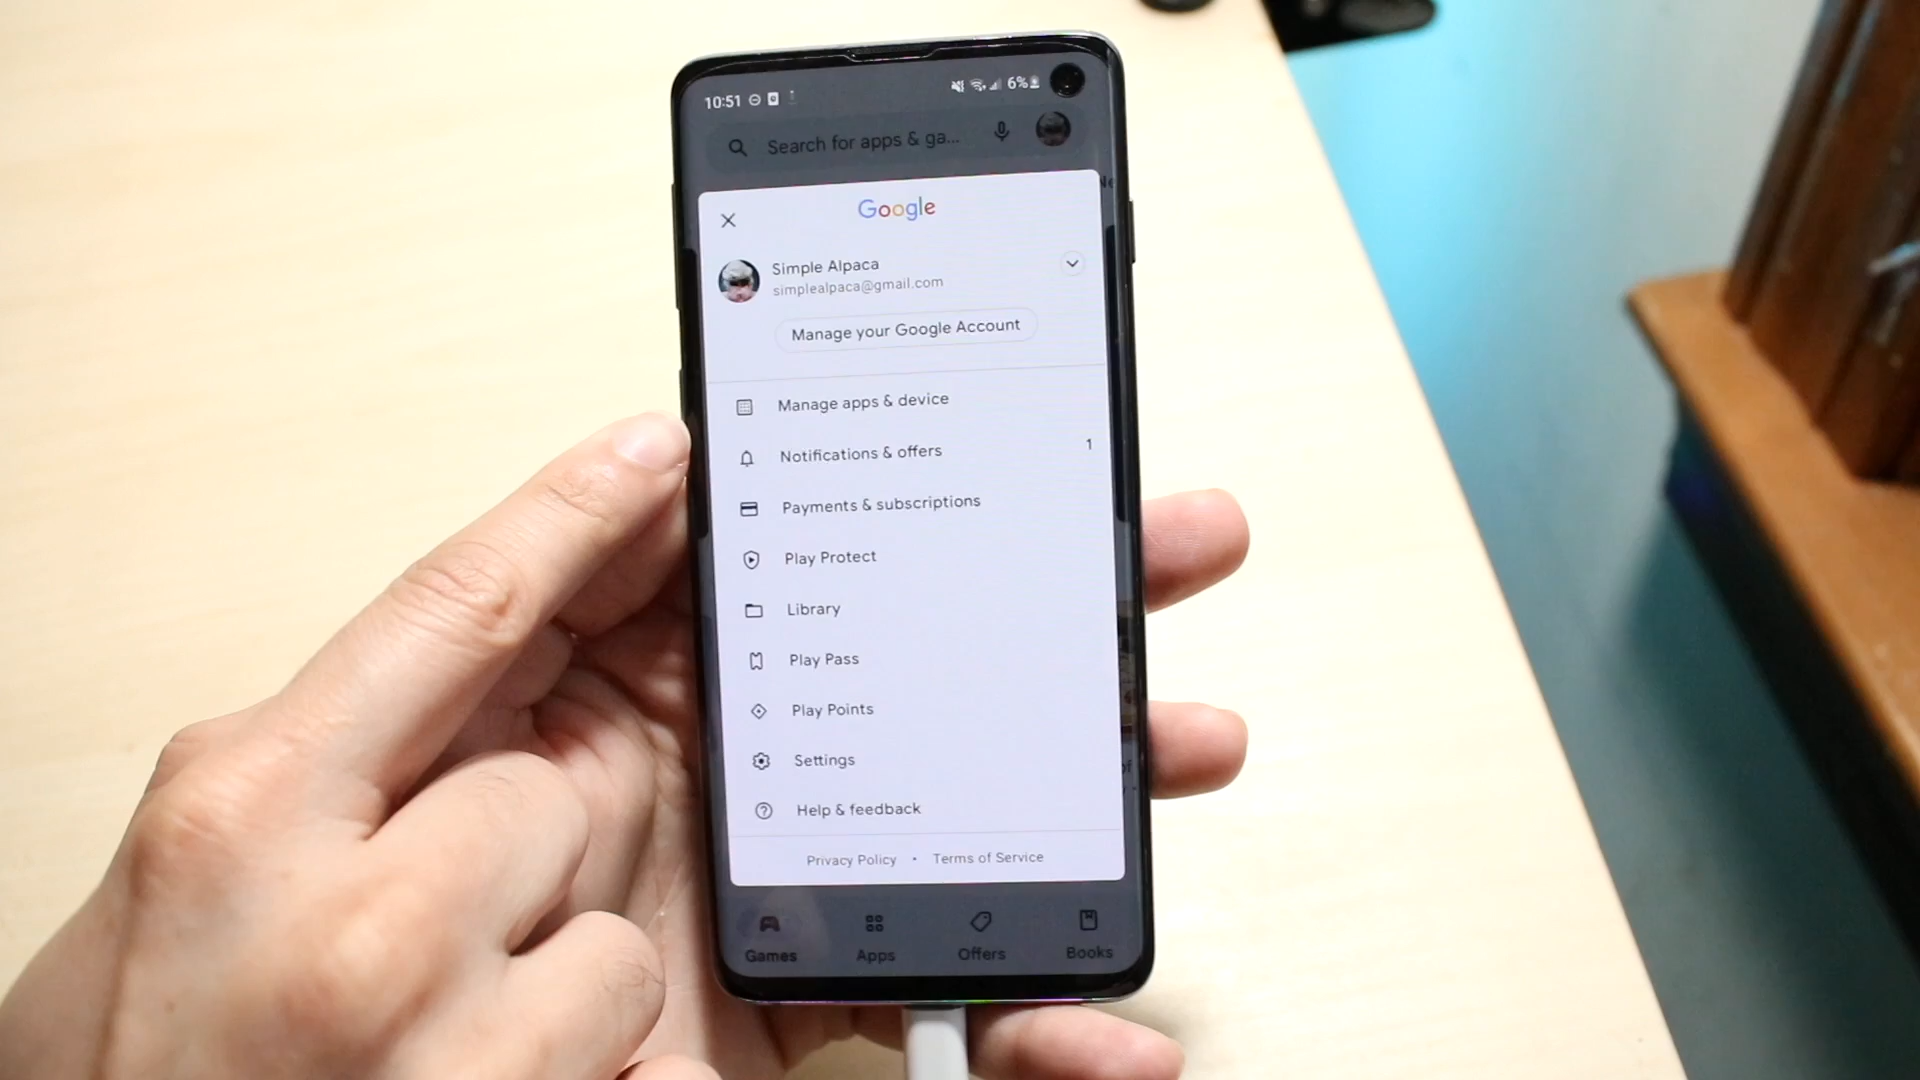 10:51
6%
Search for apps & ga...
Google
Simple Alpaca
simplealpaca@gmail.com
Manage your Google Account
Manage apps & device
Notifications & offers 1
Payments & subscriptions
Play Protect
Library
Play Pass
Play Points
Settings
Help & feedback
Privacy Policy • Terms of Service
Games Apps Offers Books